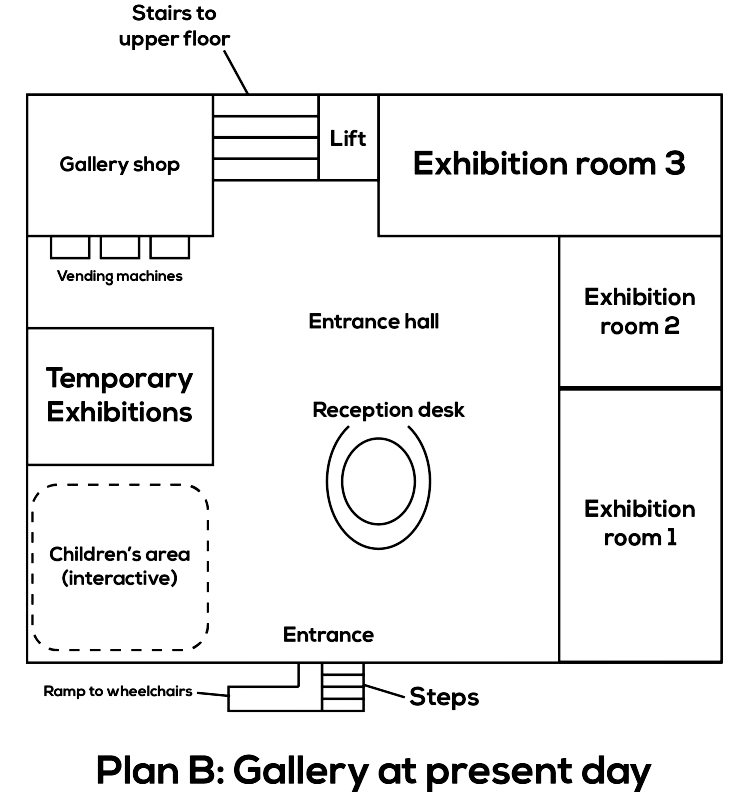 Stairs to
upper floor
Gallery shop
Lift
Exhibition room 3
Vending machines
Exhibition
room 2
Entrance hall
Temporary
Exhibitions
Reception desk
Exhibition
room 1
Children's area
(interactive)
Entrance
Ramp to wheelchairs
Steps
Plan B: Gallery at present day